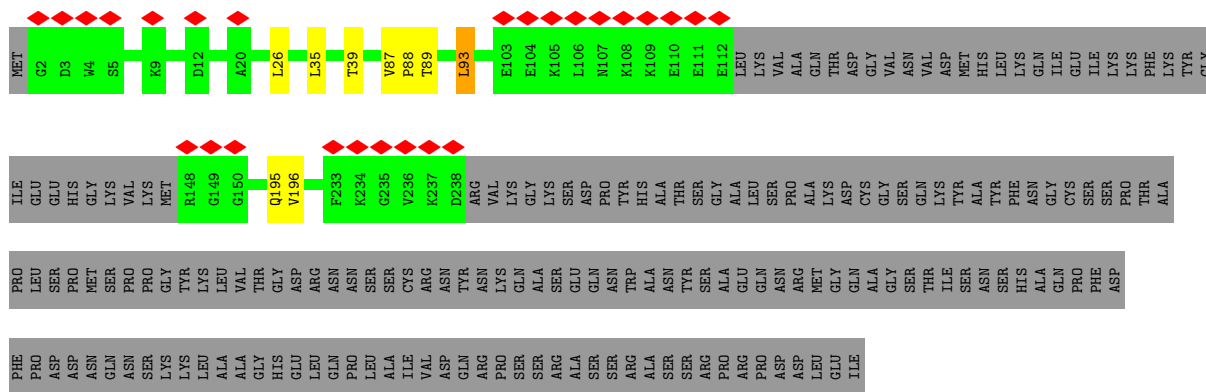 MET G2 D3 W4 S5 K9 D12 A20 L26 L35 T39 V87 P88 T89 L93 E103 E104 K105 L106 N107 K108 K109 E110 E111 E112 LEU LYS VAL ALA GLN THR ASP GLY VAL ASN VAL ASP MET HIS LEU LYS GLN ILE GLU ILE LYS LYS PHE LYS TYR GLY
ILE GLU GLU HIS GLY LYS VAL LYS MET R148 G149 G150 Q195 V196 F233 K234 G235 V236 K237 D238 ARG VAL LYS GLY LYS SER ASP PRO TYR HIS ALA THR SER GLY ALA LEU SER PRO ALA LYS ASP CYS GLY SER GLN LYS TYR ALA TYR PHE ASN GLY CYS SER SER PRO THR ALA
PRO LEU SER PRO MET SER PRO PRO GLY TYR LYS LEU VAL THR GLY ASP ARG ASN ASN SER SER CYS ARG ASN TYR ASN LYS GLN ALA SER GLU GLN ASN TRP ALA ASN TYR SER ALA GLU GLN ASN ARG MET GLY GLN ALA GLY SER THR ILE SER ASN SER HIS ALA GLN PRO PHE ASP
PHE PRO ASP ASP ASN GLN ASN SER LYS LYS LEU ALA ALA GLY HIS GLU LEU GLN PRO LEU ALA ILE VAL ASP GLN ARG PRO SER SER ARG ALA SER SER ARG ALA SER SER ARG PRO ARG PRO ASP ASP LEU GLU ILE